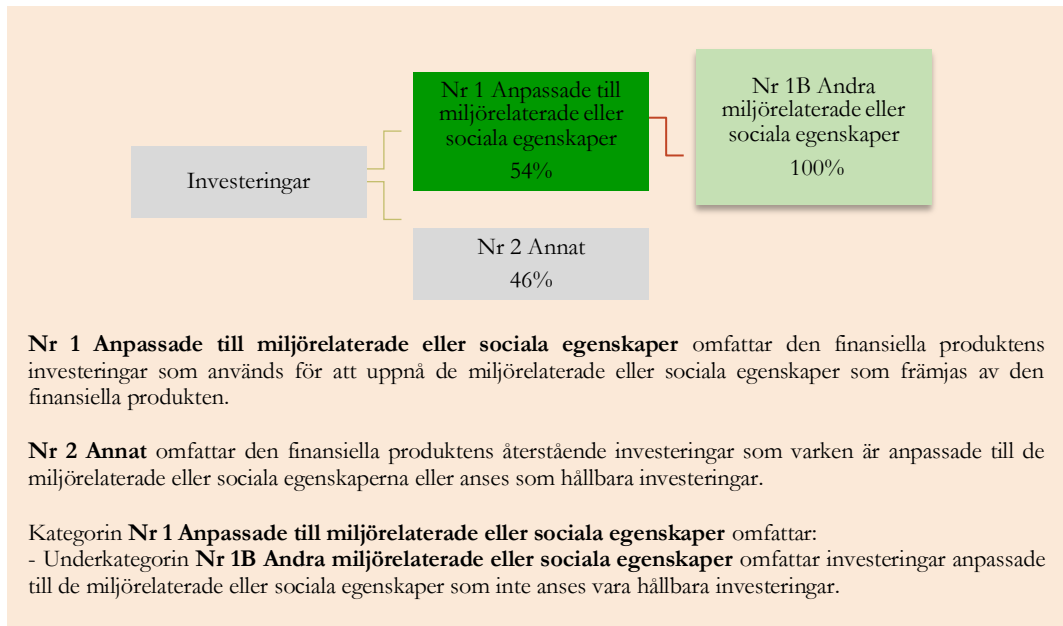 Investeringar
Nr 1 Anpassade till
miljörelaterade eller
sociala egenskaper
54%
Nr 1B Andra
miljörelaterade eller
sociala egenskaper
100%
Nr 2 Annat
46%
Nr 1 Anpassade till miljörelaterade eller sociala egenskaper omfattar den finansiella produktens
investeringar som används för att uppnå de miljörelaterade eller sociala egenskaper som främjas av den
finansiella produkten.
Nr 2 Annat omfattar den finansiella produktens återstående investeringar som varken är anpassade till de
miljörelaterade eller sociala egenskaperna eller anses som hållbara investeringar.
Kategorin Nr 1 Anpassade till miljörelaterade eller sociala egenskaper omfattar:
- Underkategorin Nr 1B Andra miljörelaterade eller sociala egenskaper omfattar investeringar anpassade
till de miljörelaterade eller sociala egenskaper som inte anses vara hållbara investeringar.